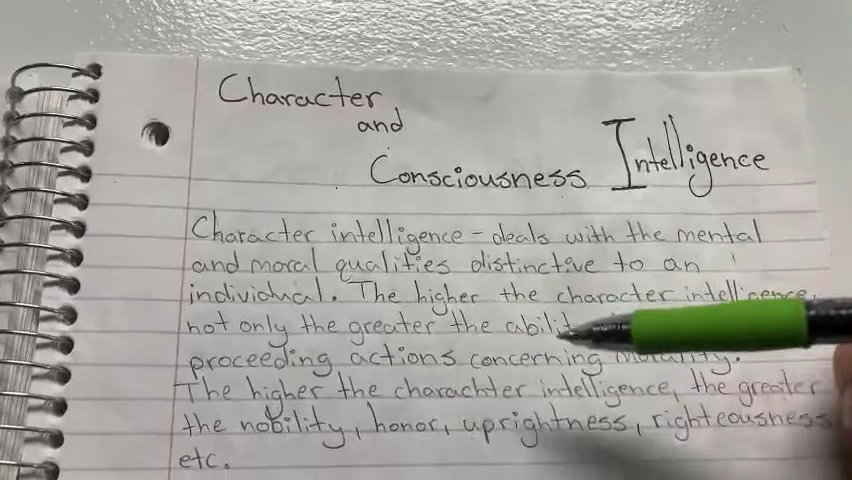 Character
and
Consciousness Intelligence
Character intelligence - deals with the mental
and moral qualities distinctive to an
individual. The higher the character intelligence,
not only the greater the abilit
proceeding actions concerning morality.
The higher the charachter intelligence, the greater
the nobility, honor, uprightness, righteousness
etc.